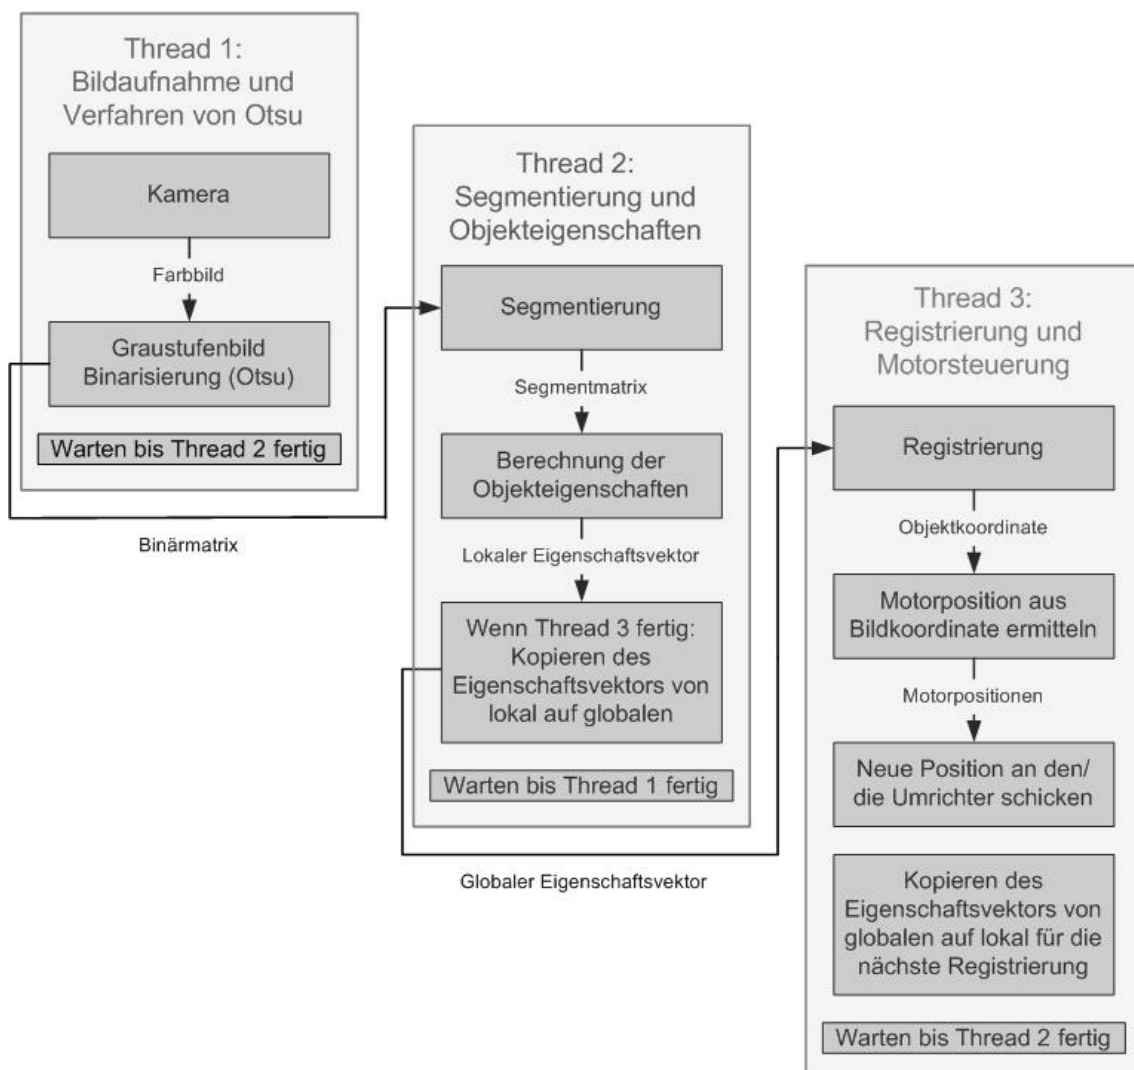 Thread 1:
Bildaufnahme und
Verfahren von Otsu
Kamera
Farbbild
Graustufenbild
Binarisierung (Otsu)
Warten bis Thread 2 fertig
Binärmatrix
Thread 2:
Segmentierung und
Objekteigenschaften
Segmentierung
Segmentmatrix
Berechnung der
Objekteigenschaften
Lokaler Eigenschaftsvektor
Wenn Thread 3 fertig:
Kopieren des
Eigenschaftsvektors von
lokal auf globalen
Warten bis Thread 1 fertig
Globaler Eigenschaftsvektor
Thread 3:
Registrierung und
Motorsteuerung
Registrierung
Objektkoordinate
Motorposition aus
Bildkoordinate ermitteln
Motorpositionen
Neue Position an den/
die Umrichter schicken
Kopieren des
Eigenschaftsvektors von
globalen auf lokal für die
nächste Registrierung
Warten bis Thread 2 fertig